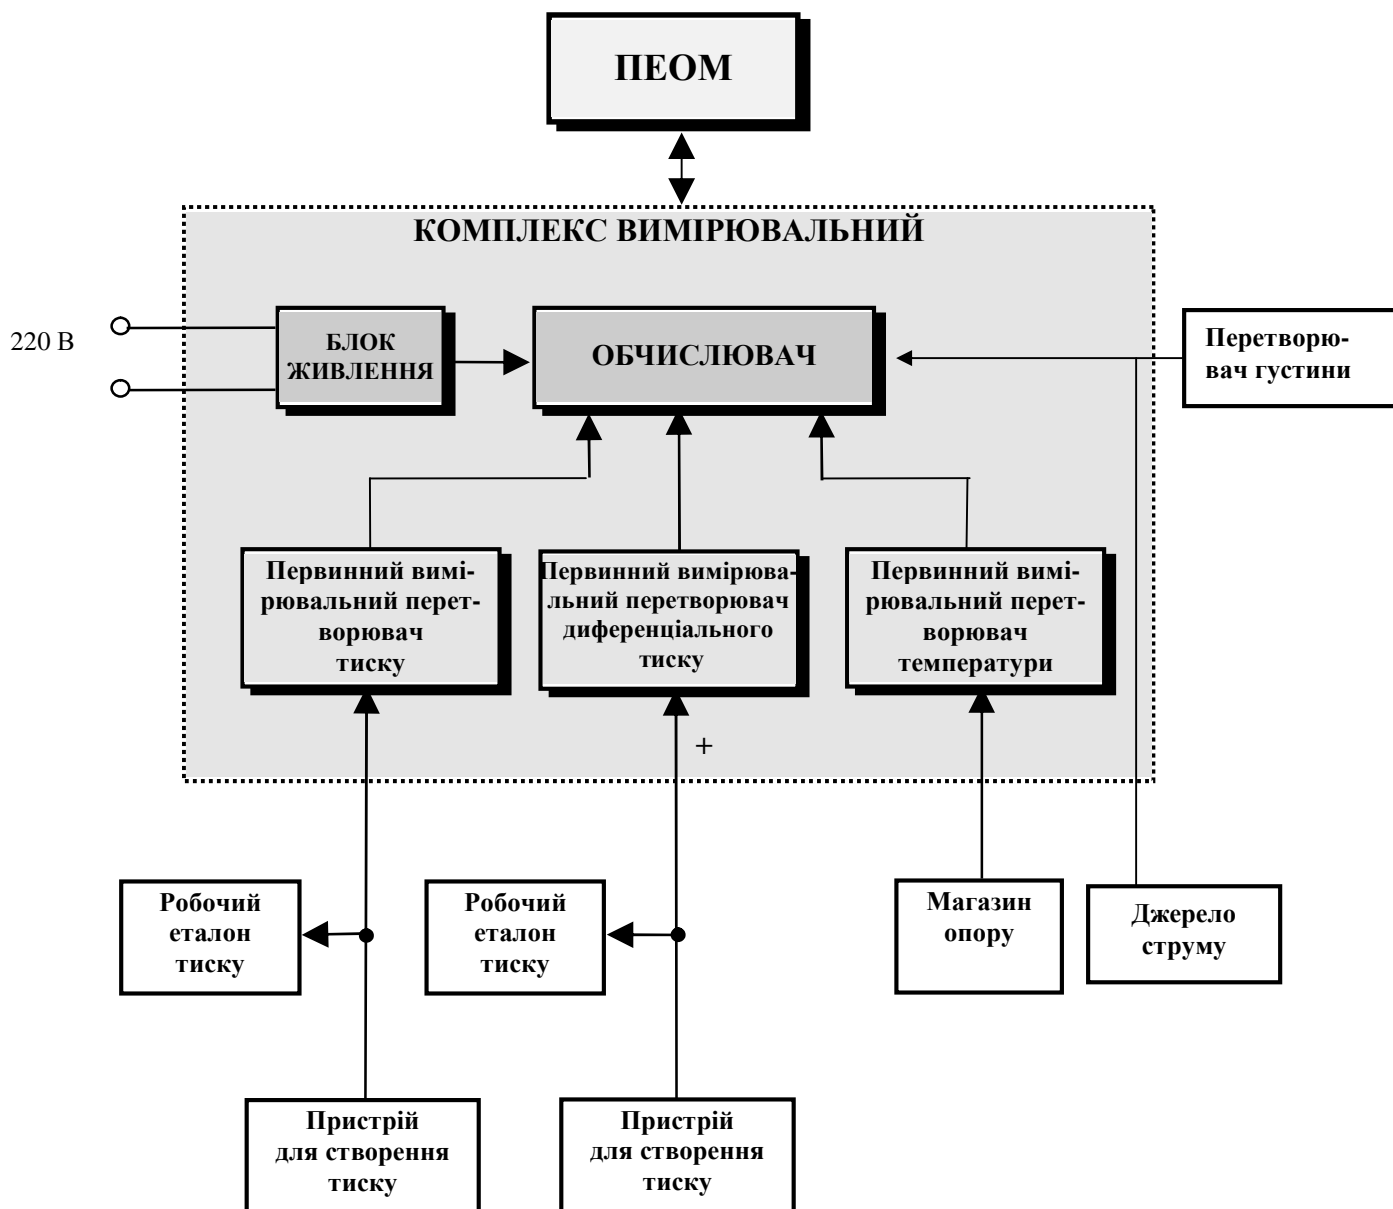 ПЕОМ
КОМПЛЕКС ВИМІРЮВАЛЬНИЙ
220 В
БЛОК
ЖИВЛЕННЯ
ОБЧИСЛЮВАЧ
Перетворю-
вач густини
Первинний вимі-
рювальний перет-
ворювач
тиску
Первинний вимірюва-
льний перетворювач
диференціального
тиску
Первинний вимі-
рювальний перет-
ворювач
температури
+
Робочий
еталон
тиску
Робочий
еталон
тиску
Магазин
опору
Джерело
струму
Пристрій
для створення
тиску
Пристрій
для створення
тиску